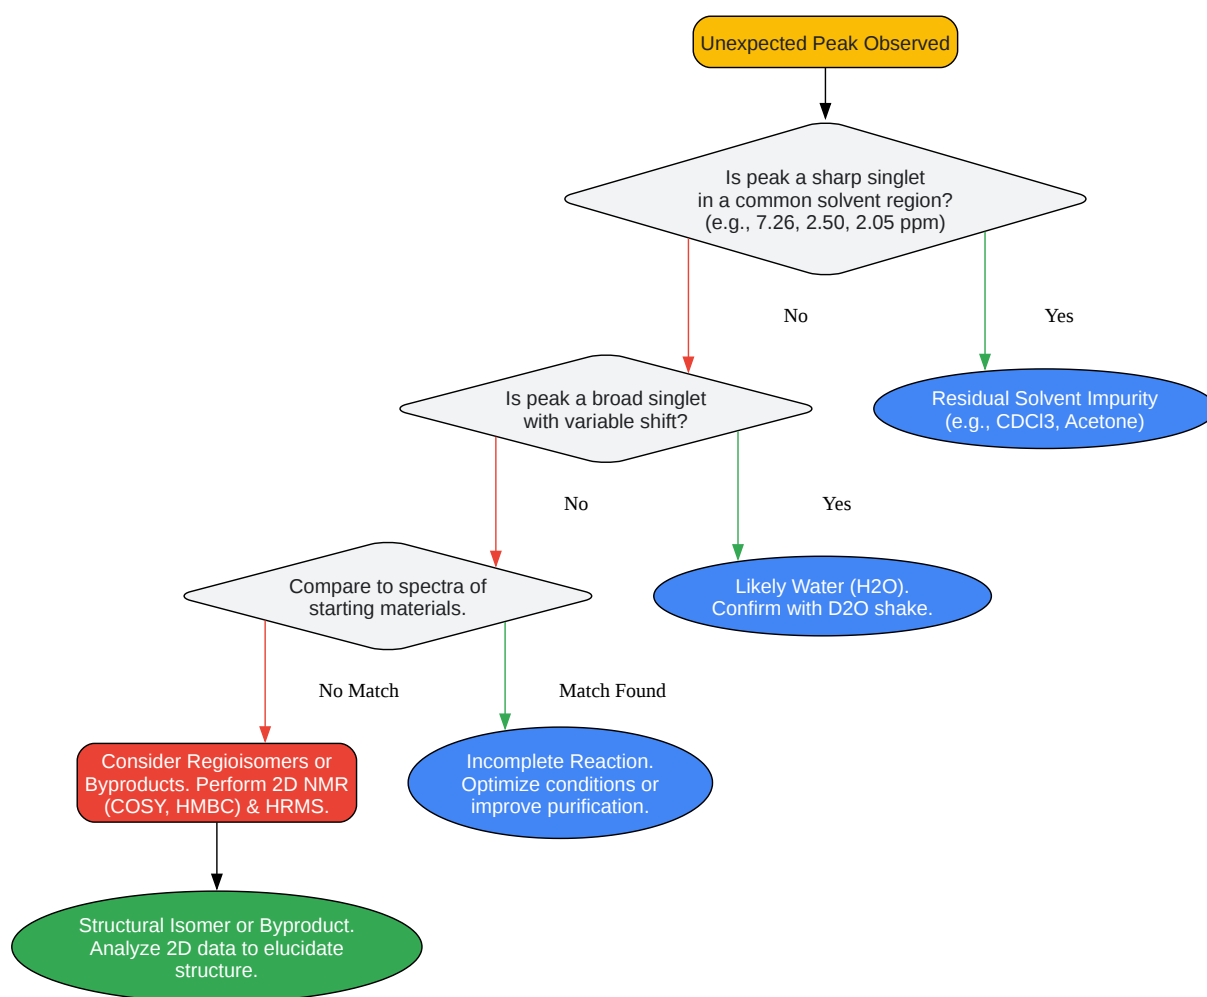 Unexpected Peak Observed
Is peak a sharp singlet
in a common solvent region?
(e.g., 7.26, 2.50, 2.05 ppm)
No
Yes
Is peak a broad singlet
with variable shift?
Residual Solvent Impurity
(e.g., CDCl3, Acetone)
No
Yes
Compare to spectra of
starting materials.
Likely Water (H2O).
Confirm with D2O shake.
No Match
Match Found
Consider Regioisomers or
Byproducts. Perform 2D NMR
(COSY, HMBC) & HRMS.
Incomplete Reaction.
Optimize conditions or
improve purification.
Structural Isomer or Byproduct.
Analyze 2D data to elucidate
structure.